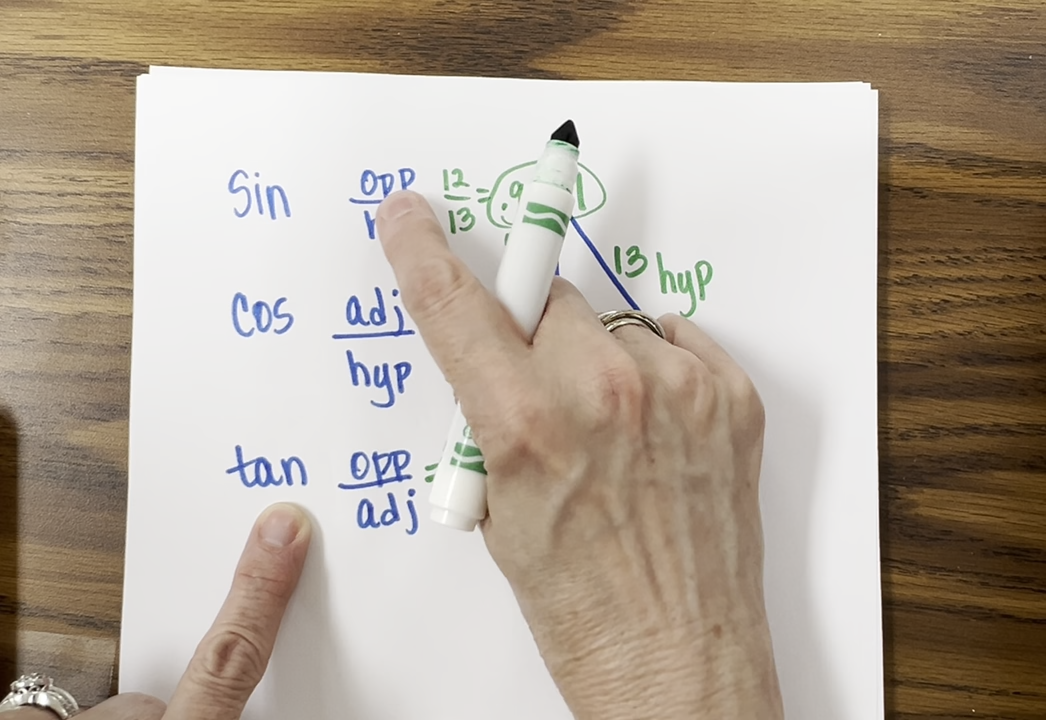 Sin opp 12
13 =
13 hyp
cos adj
hyp
tan opp =
adj